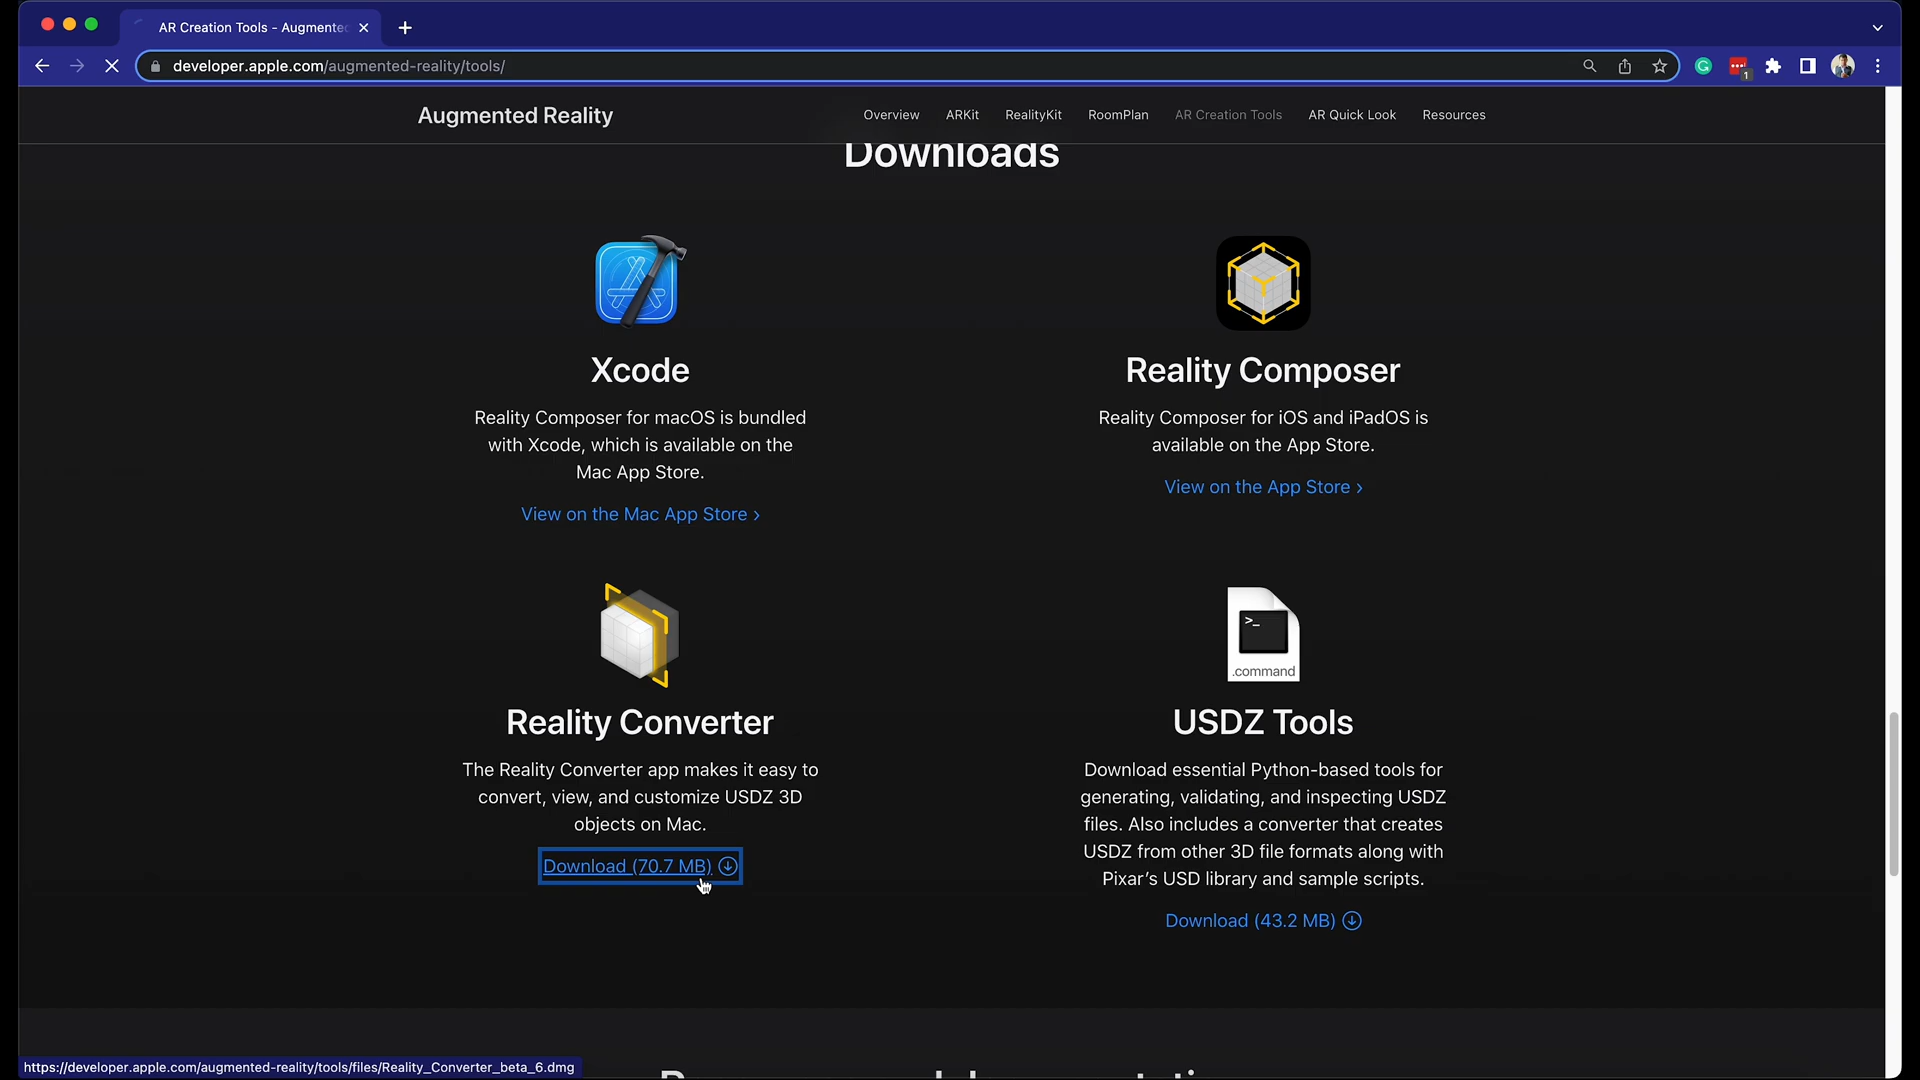 AR Creation Tools - Augmente
developer.apple.com/augmented-reality/tools/
1
Augmented Reality
Overview
ARKit
RealityKit
RoomPlan
AR Creation Tools
AR Quick Look
Resources
Downloads
Xcode
Reality Composer for macOS is bundled
with Xcode, which is available on the
Mac App Store.
View on the Mac App Store ›
Reality Composer
Reality Composer for iOS and iPadOS is
available on the App Store.
View on the App Store ›
Reality Converter
The Reality Converter app makes it easy to
convert, view, and customize USDZ 3D
objects on Mac.
Download (70.7 MB)
>_
.command
USDZ Tools
Download essential Python-based tools for
generating, validating, and inspecting USDZ
files. Also includes a converter that creates
USDZ from other 3D file formats along with
Pixar’s USD library and sample scripts.
Download (43.2 MB)
https://developer.apple.com/augmented-reality/tools/files/Reality_Converter_beta_6.dmg